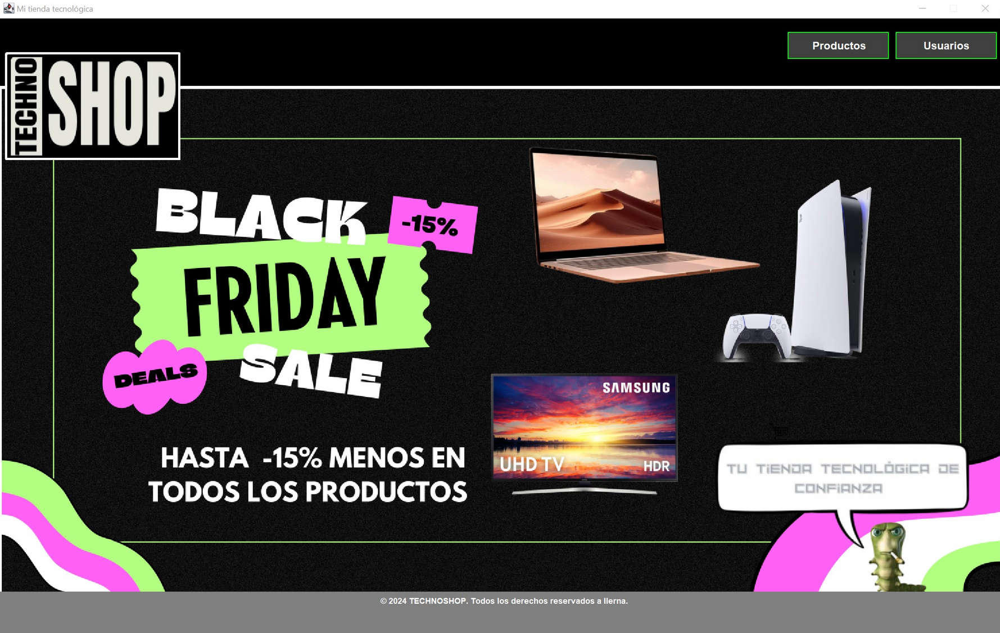 Mi tienda tecnológica
Productos
Usuarios
TECHNO
SHOP
BLACK
-15%
FRIDAY
DEALS
SALE
SAMSUNG
UHD TV
HDR
HASTA -15% MENOS EN
TODOS LOS PRODUCTOS
TU TIENDA TECNOLÓGICA DE
CONFIANZA
© 2024 TECHNOSHOP. Todos los derechos reservados a Ilerna.